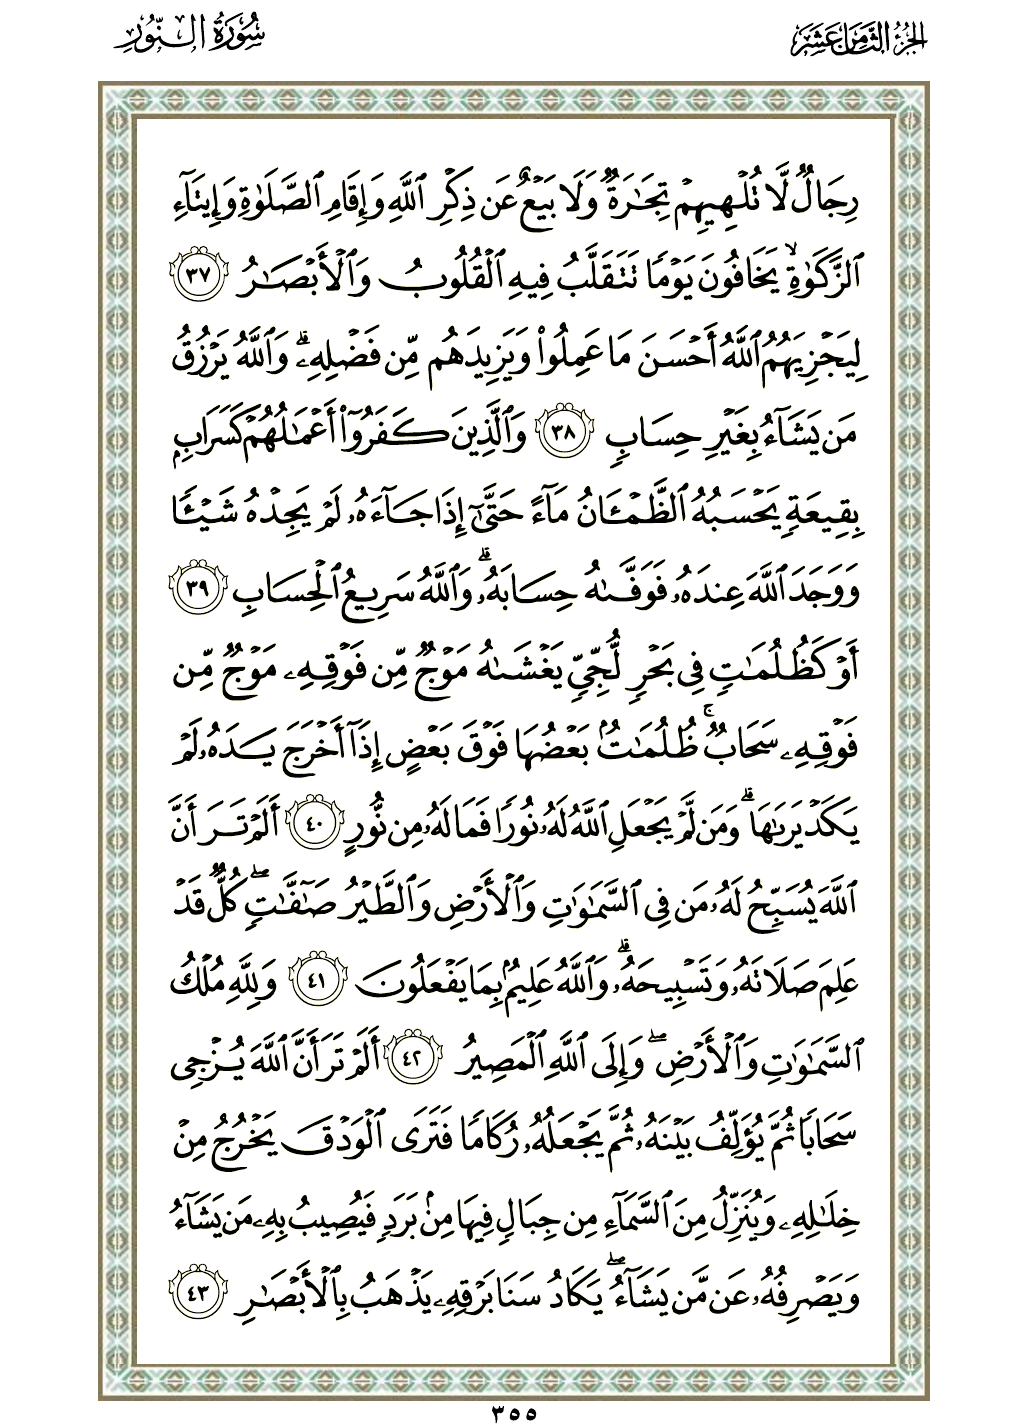 الجزء الثامن عشر
سورة النور
رِجَالٌ لَّا تُلْهِيهِمْ تِجَٰرَةٌ وَلَا بَيْعٌ عَن ذِكْرِ ٱللَّهِ وَإِقَامِ ٱلصَّلَوٰةِ وَإِيتَآءِ
ٱلزَّكَوٰةِ ۙ يَخَافُونَ يَوْمًا تَتَقَلَّبُ فِيهِ ٱلْقُلُوبُ وَٱلْأَبْصَٰرُ ٣٧
لِيَجْزِيَهُمُ ٱللَّهُ أَحْسَنَ مَا عَمِلُوا۟ وَيَزِيدَهُم مِّن فَضْلِهِۦ ۗ وَٱللَّهُ يَرْزُقُ
مَن يَشَآءُ بِغَيْرِ حِسَابٍ ٣٨ وَٱلَّذِينَ كَفَرُوٓا۟ أَعْمَٰلُهُمْ كَسَرَابٍۭ
بِقِيعَةٍ يَحْسَبُهُ ٱلظَّمْـَٔانُ مَآءً حَتَّىٰٓ إِذَا جَآءَهُۥ لَمْ يَجِدْهُ شَيْـًٔا
وَوَجَدَ ٱللَّهَ عِندَهُۥ فَوَفَّىٰهُ حِسَابَهُۥ ۗ وَٱللَّهُ سَرِيعُ ٱلْحِسَابِ ٣٩
أَوْ كَظُلُمَٰتٍ فِى بَحْرٍ لُّجِّىٍّ يَغْشَىٰهُ مَوْجٌ مِّن فَوْقِهِۦ مَوْجٌ مِّن
فَوْقِهِۦ سَحَابٌ ۚ ظُلُمَٰتٌۢ بَعْضُهَا فَوْقَ بَعْضٍ إِذَآ أَخْرَجَ يَدَهُۥ لَمْ
يَكَدْ يَرَىٰهَا ۗ وَمَن لَّمْ يَجْعَلِ ٱللَّهُ لَهُۥ نُورًا فَمَا لَهُۥ مِن نُّورٍ ٤٠ أَلَمْ تَرَ أَنَّ
ٱللَّهَ يُسَبِّحُ لَهُۥ مَن فِى ٱلسَّمَٰوَٰتِ وَٱلْأَرْضِ وَٱلطَّيْرُ صَٰٓفَّٰتٍ ۖ كُلٌّ قَدْ
عَلِمَ صَلَاتَهُۥ وَتَسْبِيحَهُۥ ۗ وَٱللَّهُ عَلِيمٌۢ بِمَا يَفْعَلُونَ ٤١ وَلِلَّهِ مُلْكُ
ٱلسَّمَٰوَٰتِ وَٱلْأَرْضِ ۖ وَإِلَى ٱللَّهِ ٱلْمَصِيرُ ٤٢ أَلَمْ تَرَ أَنَّ ٱللَّهَ يُزْجِى
سَحَابًا ثُمَّ يُؤَلِّفُ بَيْنَهُۥ ثُمَّ يَجْعَلُهُۥ رُكَامًا فَتَرَى ٱلْوَدْقَ يَخْرُجُ مِنْ
خِلَٰلِهِۦ وَيُنَزِّلُ مِنَ ٱلسَّمَآءِ مِن جِبَالٍ فِيهَا مِنۢ بَرَدٍ فَيُصِيبُ بِهِۦ مَن يَشَآءُ
وَيَصْرِفُهُۥ عَن مَّن يَشَآءُ ۖ يَكَادُ سَنَا بَرْقِهِۦ يَذْهَبُ بِٱلْأَبْصَٰرِ ٤٣
٣٥٥